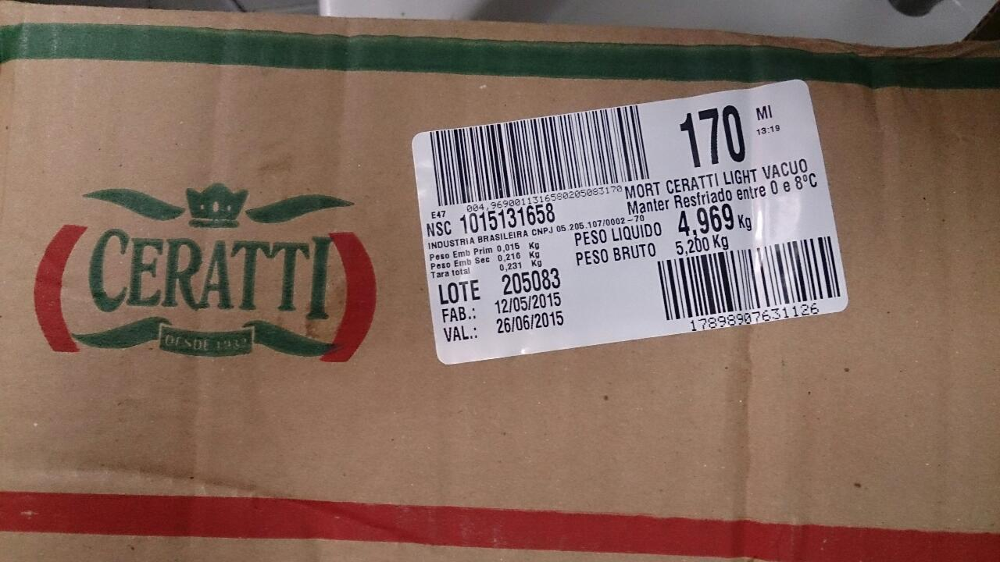 CERATTI
DESDE 1932
170 MI
13:19
004,9690011316580205083170
MORT CERATTI LIGHT VACUO
E47
Manter Resfriado entre 0 e 8ºC
NSC 1015131658
INDUSTRIA BRASILEIRA CNPJ 05.205.107/0002-70
PESO LIQUIDO 4,969 Kg
Peso Emb Prim 0,015 Kg
Peso Emb Sec 0,216 Kg
Tara total 0,231 Kg
PESO BRUTO 5,200 Kg
LOTE 205083
FAB.: 12/05/2015
VAL.: 26/06/2015
17898907631126